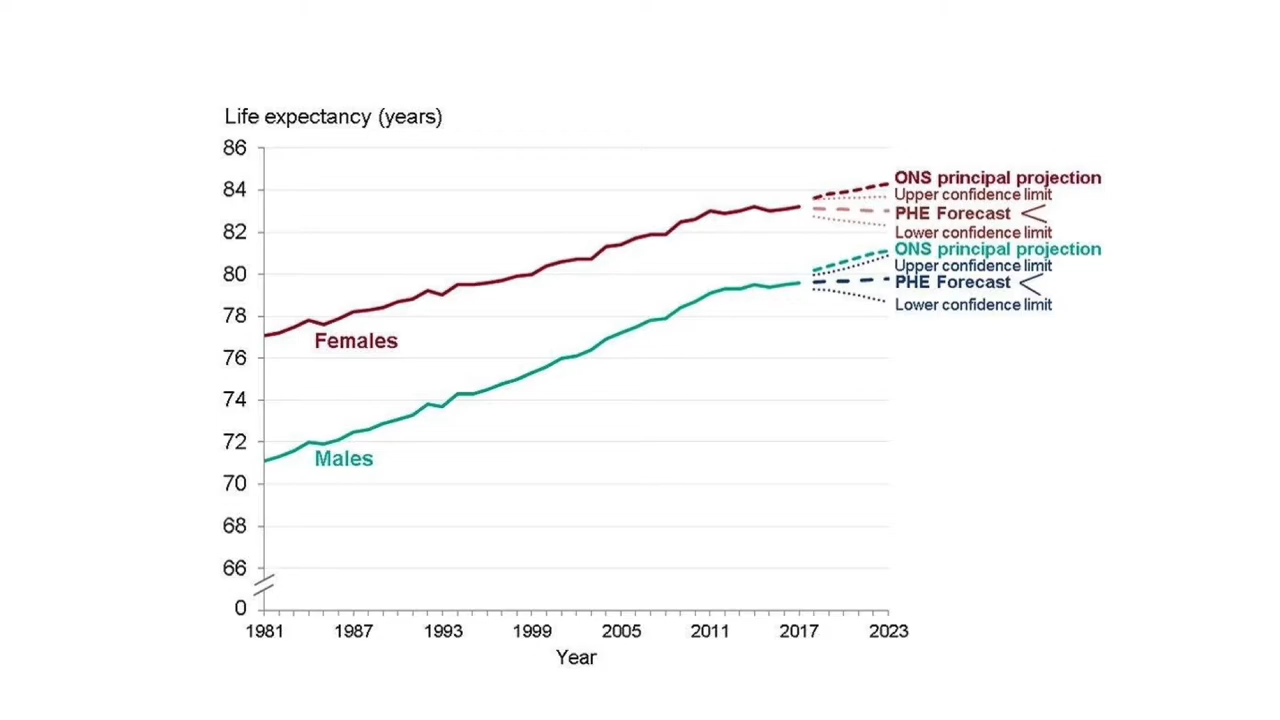 Life expectancy (years)
86
84
82
80
78
76
74
72
70
68
66
0
Females
Males
ONS principal projection
Upper confidence limit
PHE Forecast
Lower confidence limit
ONS principal projection
Upper confidence limit
PHE Forecast
Lower confidence limit
1981 1987 1993 1999 2005 2011 2017 2023
Year